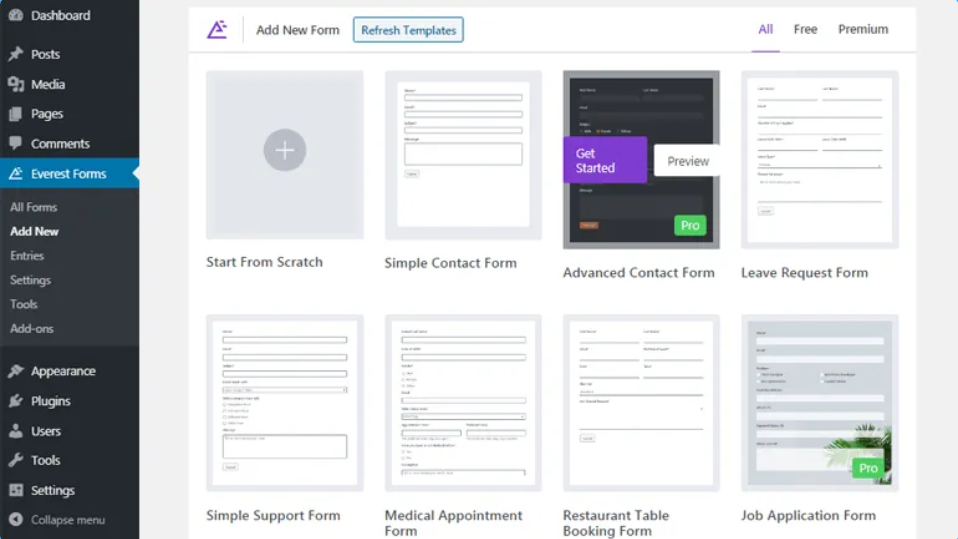 Dashboard
Posts
Media
Pages
Comments
Everest Forms
All Forms
Add New
Entries
Settings
Tools
Add-ons
Appearance
Plugins
Users
Tools
Settings
Collapse menu
Add New Form
Refresh Templates
All
Free
Premium
Get
Started
Preview
Pro
Start From Scratch
Simple Contact Form
Advanced Contact Form
Leave Request Form
Pro
Simple Support Form
Medical Appointment
Form
Restaurant Table
Booking Form
Job Application Form